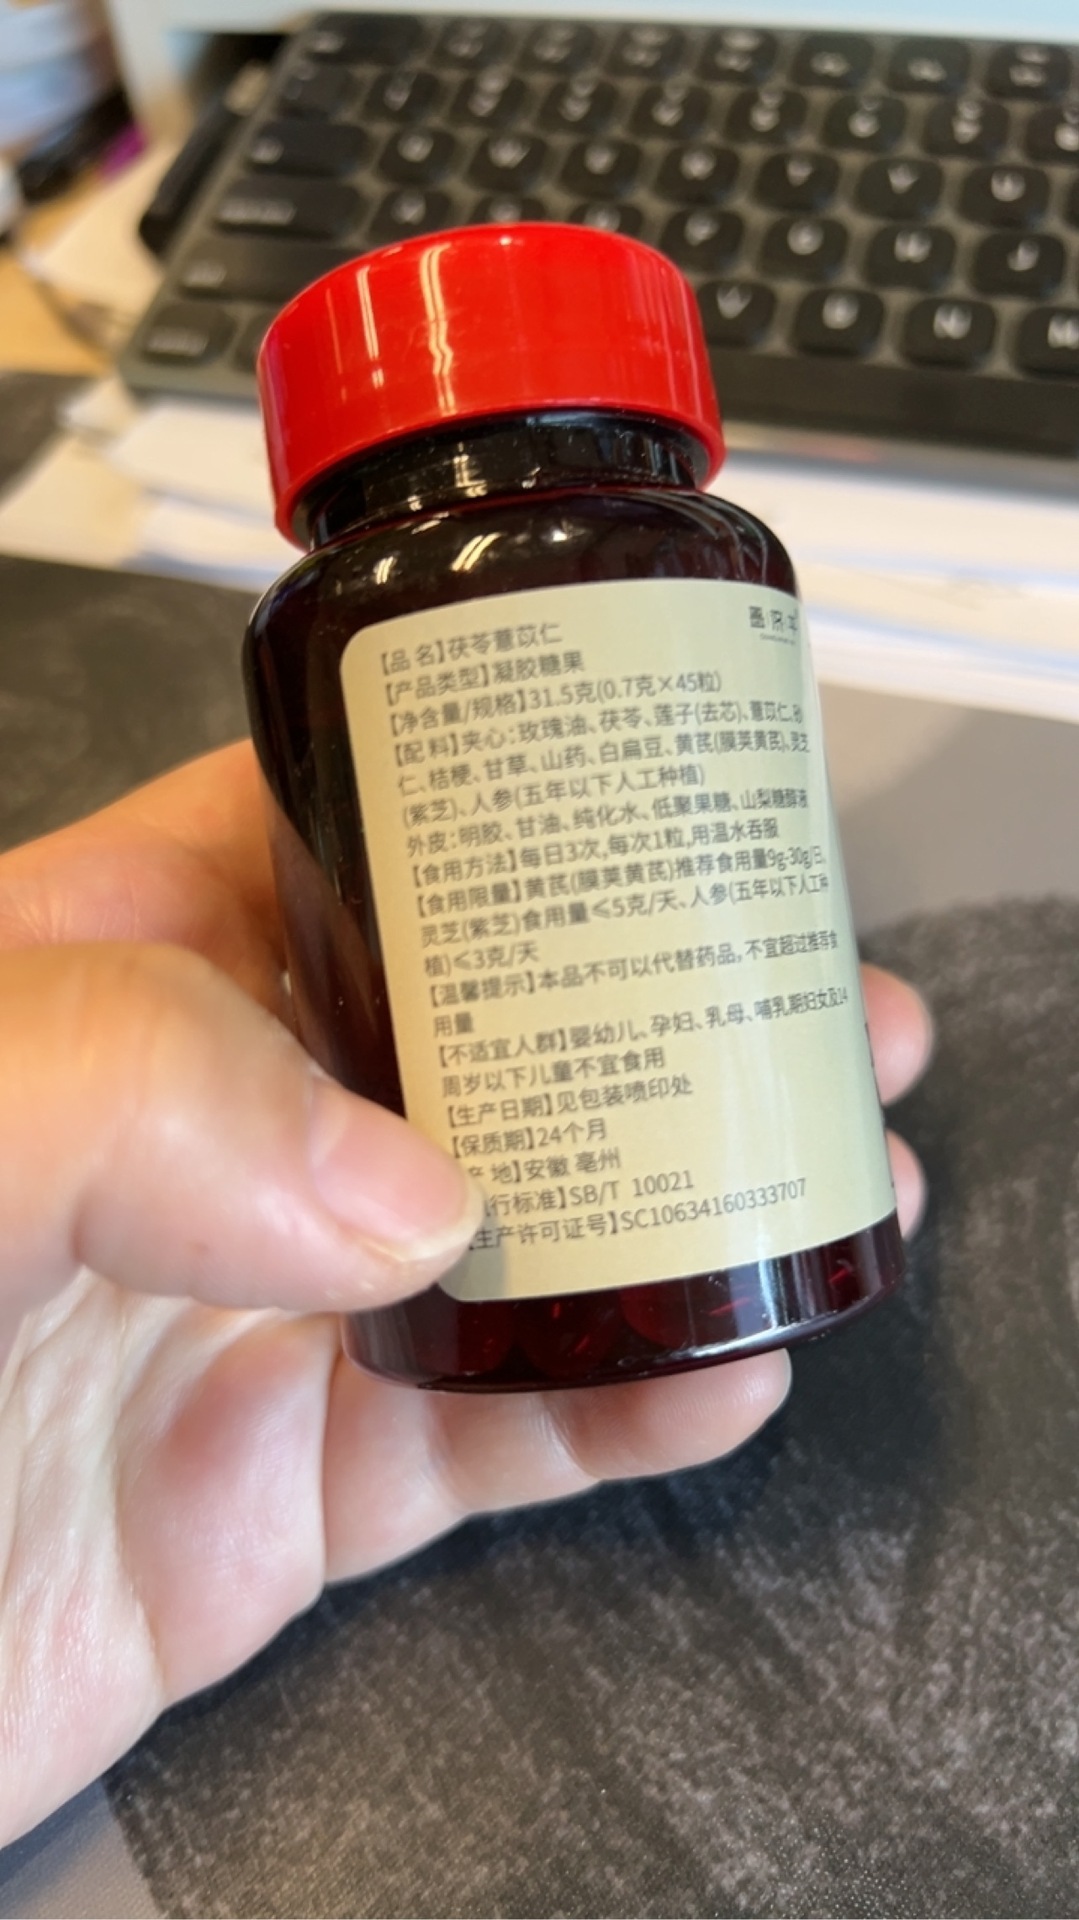 【品 名】茯苓薏苡仁
【产品类型】凝胶糖果
【净含量/规格】31.5克(0.7克×45粒)
【配 料】夹心:玫瑰油、茯苓、莲子(去芯)、薏苡仁、
仁、桔梗、甘草、山药、白扁豆、黄芪(膜荚黄芪)、灵芝
(紫芝)、人参(五年以下人工种植)
外皮:明胶、甘油、纯化水、低聚果糖、山梨糖醇液
【食用方法】每日3次,每次1粒,用温水吞服
【食用限量】黄芪(膜荚黄芪)推荐食用量9g-30g/日、
灵芝(紫芝)食用量≤5克/天、人参(五年以下人工种
植)≤3克/天
【温馨提示】本品不可以代替药品,不宜超过推荐食
用量
【不适宜人群】婴幼儿、孕妇、乳母、哺乳期妇女及14
周岁以下儿童不宜食用
【生产日期】见包装喷印处
【保质期】24个月
地】安徽 亳州
行标准】SB/T 10021
【生产许可证号】SC10634160333707